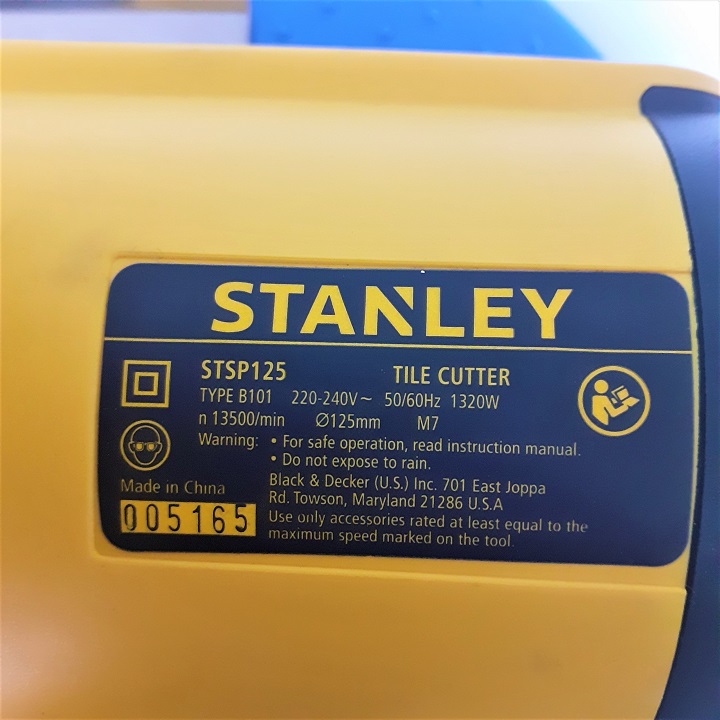 STANLEY
STSP125 TILE CUTTER
TYPE B101 220-240V~ 50/60Hz 1320W
n 13500/min Ø125mm M7
Warning: • For safe operation, read instruction manual.
• Do not expose to rain.
Made in China
005165
Black & Decker (U.S.) Inc. 701 East Joppa
Rd. Towson, Maryland 21286 U.S.A
Use only accessories rated at least equal to the
maximum speed marked on the tool.